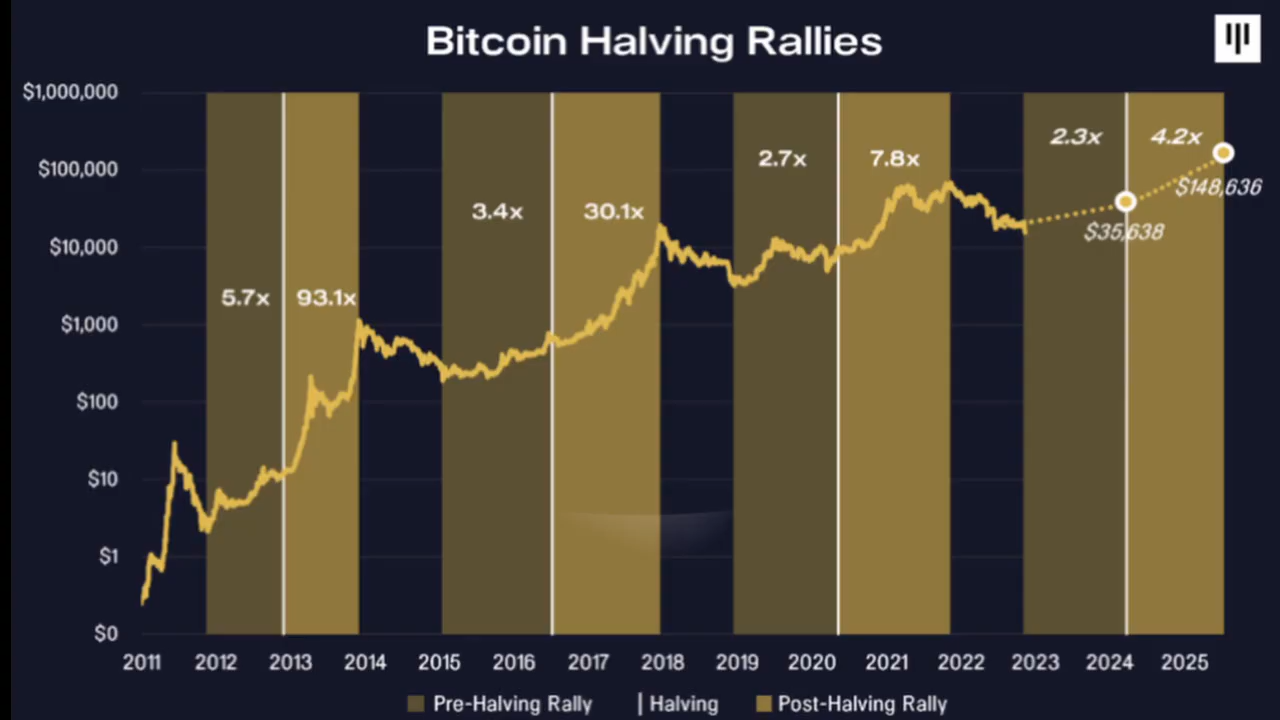 Bitcoin Halving Rallies
$1,000,000
$100,000
$10,000
$1,000
$100
$10
$1
$0
5.7x
93.1x
3.4x
30.1x
2.7x
7.8x
2.3x
4.2x
$148,636
$35,638
2011 2012 2013 2014 2015 2016 2017 2018 2019 2020 2021 2022 2023 2024 2025
Pre-Halving Rally Halving Post-Halving Rally